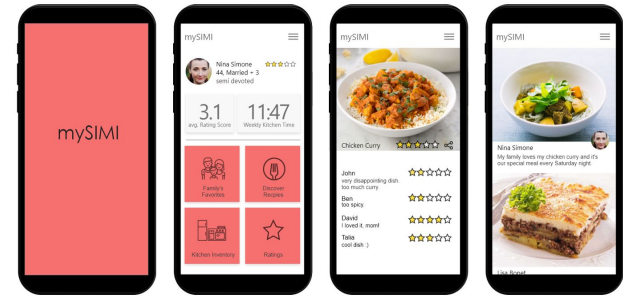 mySIMI
mySIMI
Nina Simone
44, Married + 3
semi devoted
3.1
avg. Rating Score
11:47
Weekly Kitchen Time
Family's
Favorites
Discover
Recpies
Kitchen Inventory
Ratings
mySIMI
Chicken Curry
John
very disappointing dish.
too much curry.
Ben
too spicy.
David
I loved it, mom!
Talia
cool dish :)
mySIMI
Nina Simone
My family loves my chicken curry and it's
our special meal every Saturday night.
Lisa Bonet